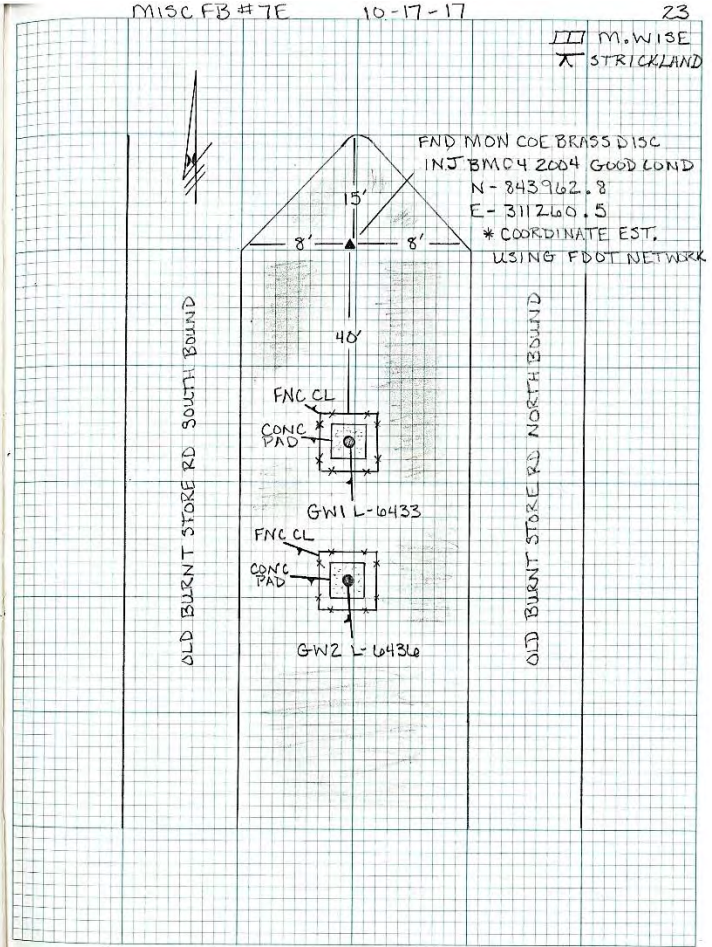 MISC FB #7E 10-17-17 23
M. WISE
STRICKLAND
FND MON COE BRASS DISC
INJ BMC4 2004 GOOD COND
N-843962.8
E-311260.5
* COORDINATE EST.
USING FDOT NETWORK
15'
8' 8'
40'
OLD BURNT STORE RD SOUTH BOUND
OLD BURNT STORE RD NORTH BOUND
FNC CL
CONC
PAD
GW1 L-6433
FNC CL
CONC
PAD
GW2 L-6436